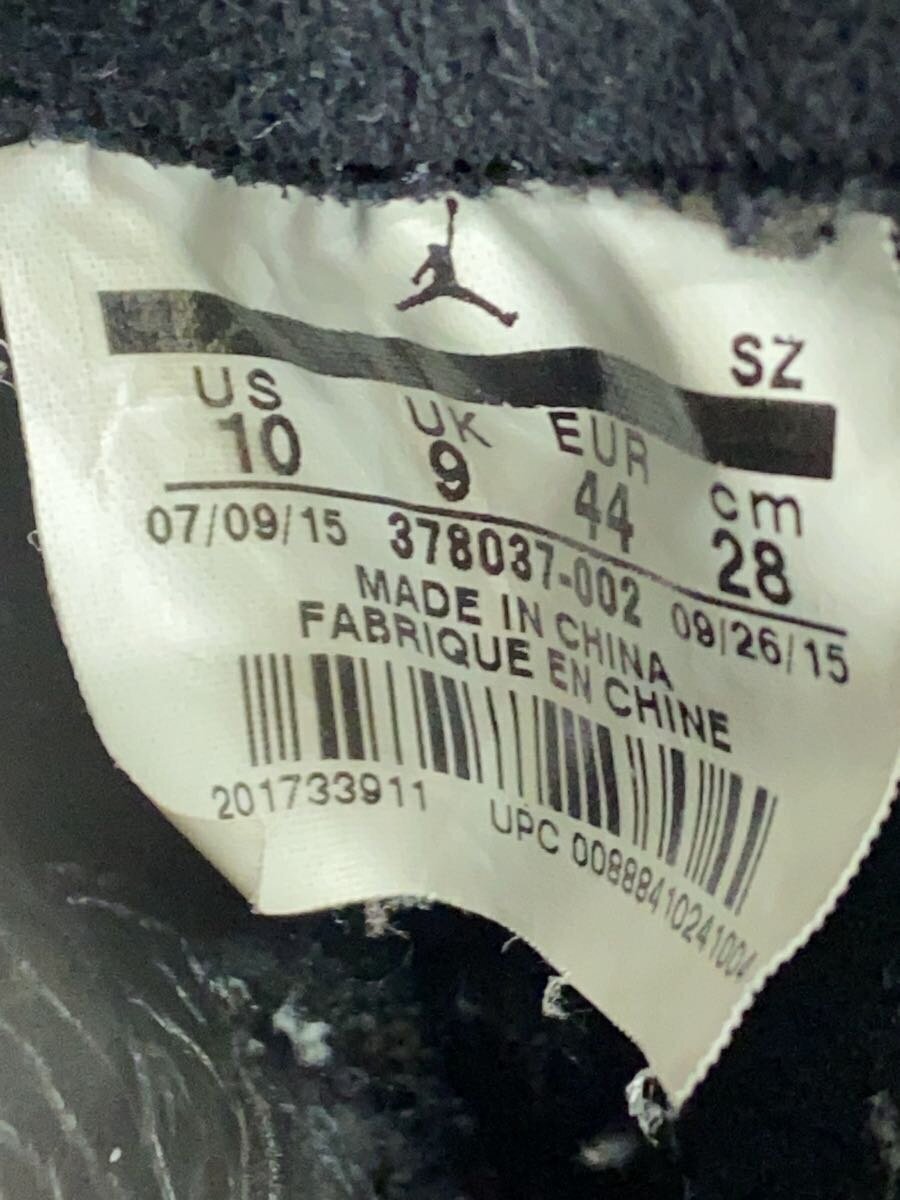 SZ
US UK EUR cm
10 9 44 28
07/09/15 378037-002 09/26/15
MADE IN CHINA
FABRIQUE EN CHINE
201733911
UPC 00888410241004